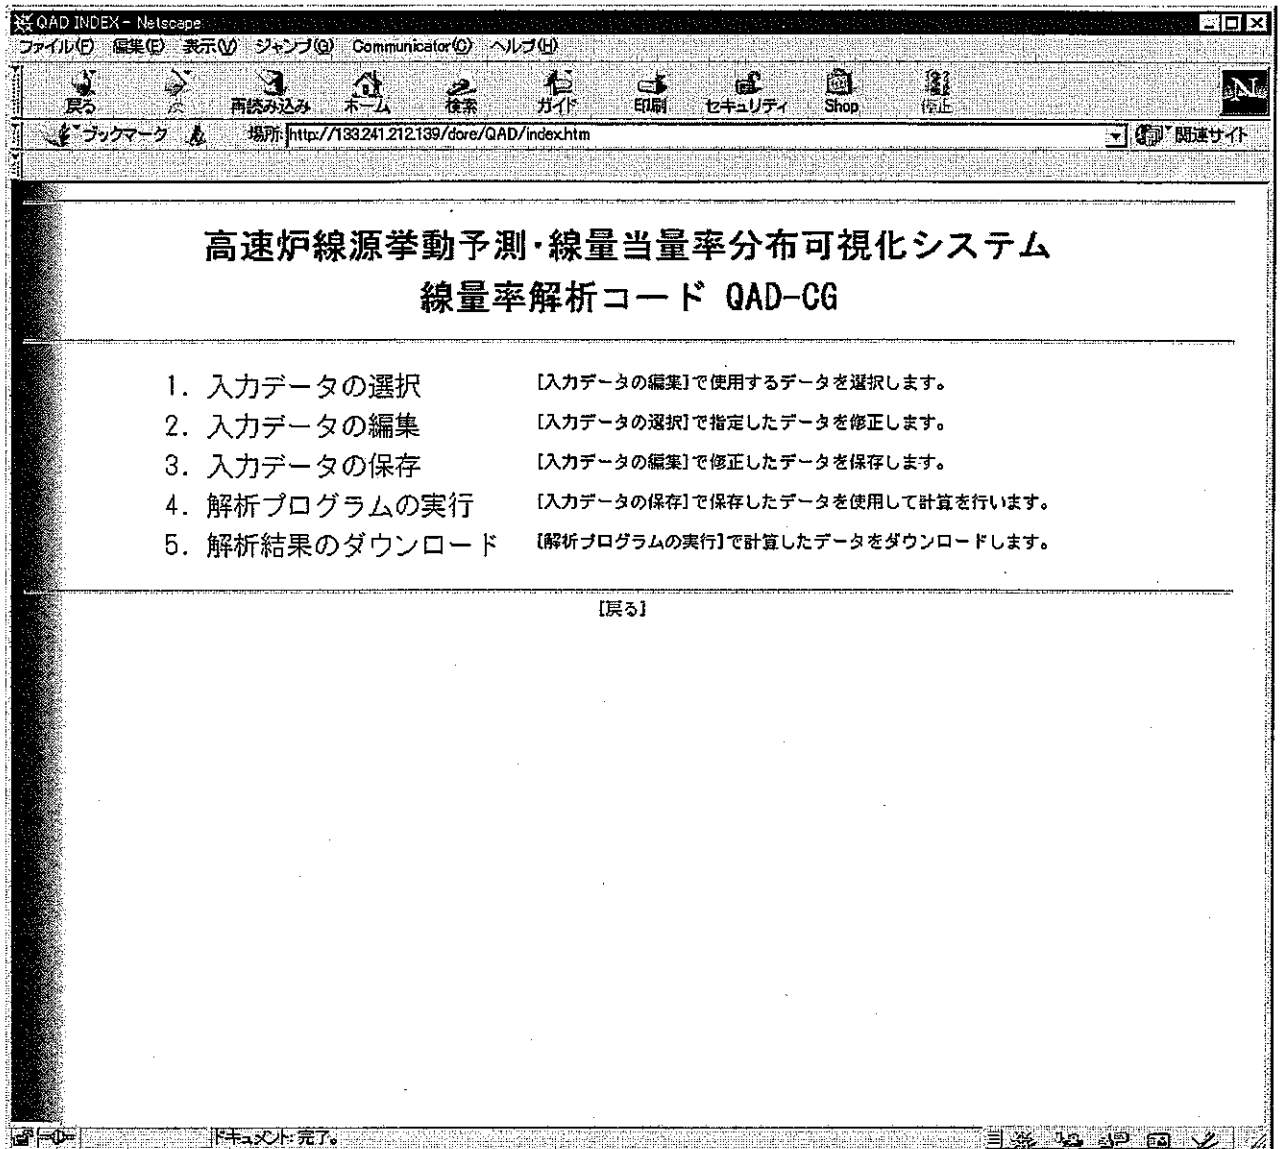 QAD INDEX - Netscape
ファイル(F) 編集(E) 表示(V) ジャンプ(G) Communicator(C) ヘルプ(H)
戻る 再読み込み ホーム 検索 ガイド 印刷 セキュリティ Shop 停止
ブックマーク 場所: http://133.241.212.139/dore/QAD/index.htm 関連サイト
高速炉線源挙動予測・線量当量率分布可視化システム
線量率解析コード QAD-CG
1. 入力データの選択 [入力データの編集]で使用するデータを選択します。
2. 入力データの編集 [入力データの選択]で指定したデータを修正します。
3. 入力データの保存 [入力データの編集]で修正したデータを保存します。
4. 解析プログラムの実行 [入力データの保存]で保存したデータを使用して計算を行います。
5. 解析結果のダウンロード [解析プログラムの実行]で計算したデータをダウンロードします。
[戻る]
ドキュメント: 完了。